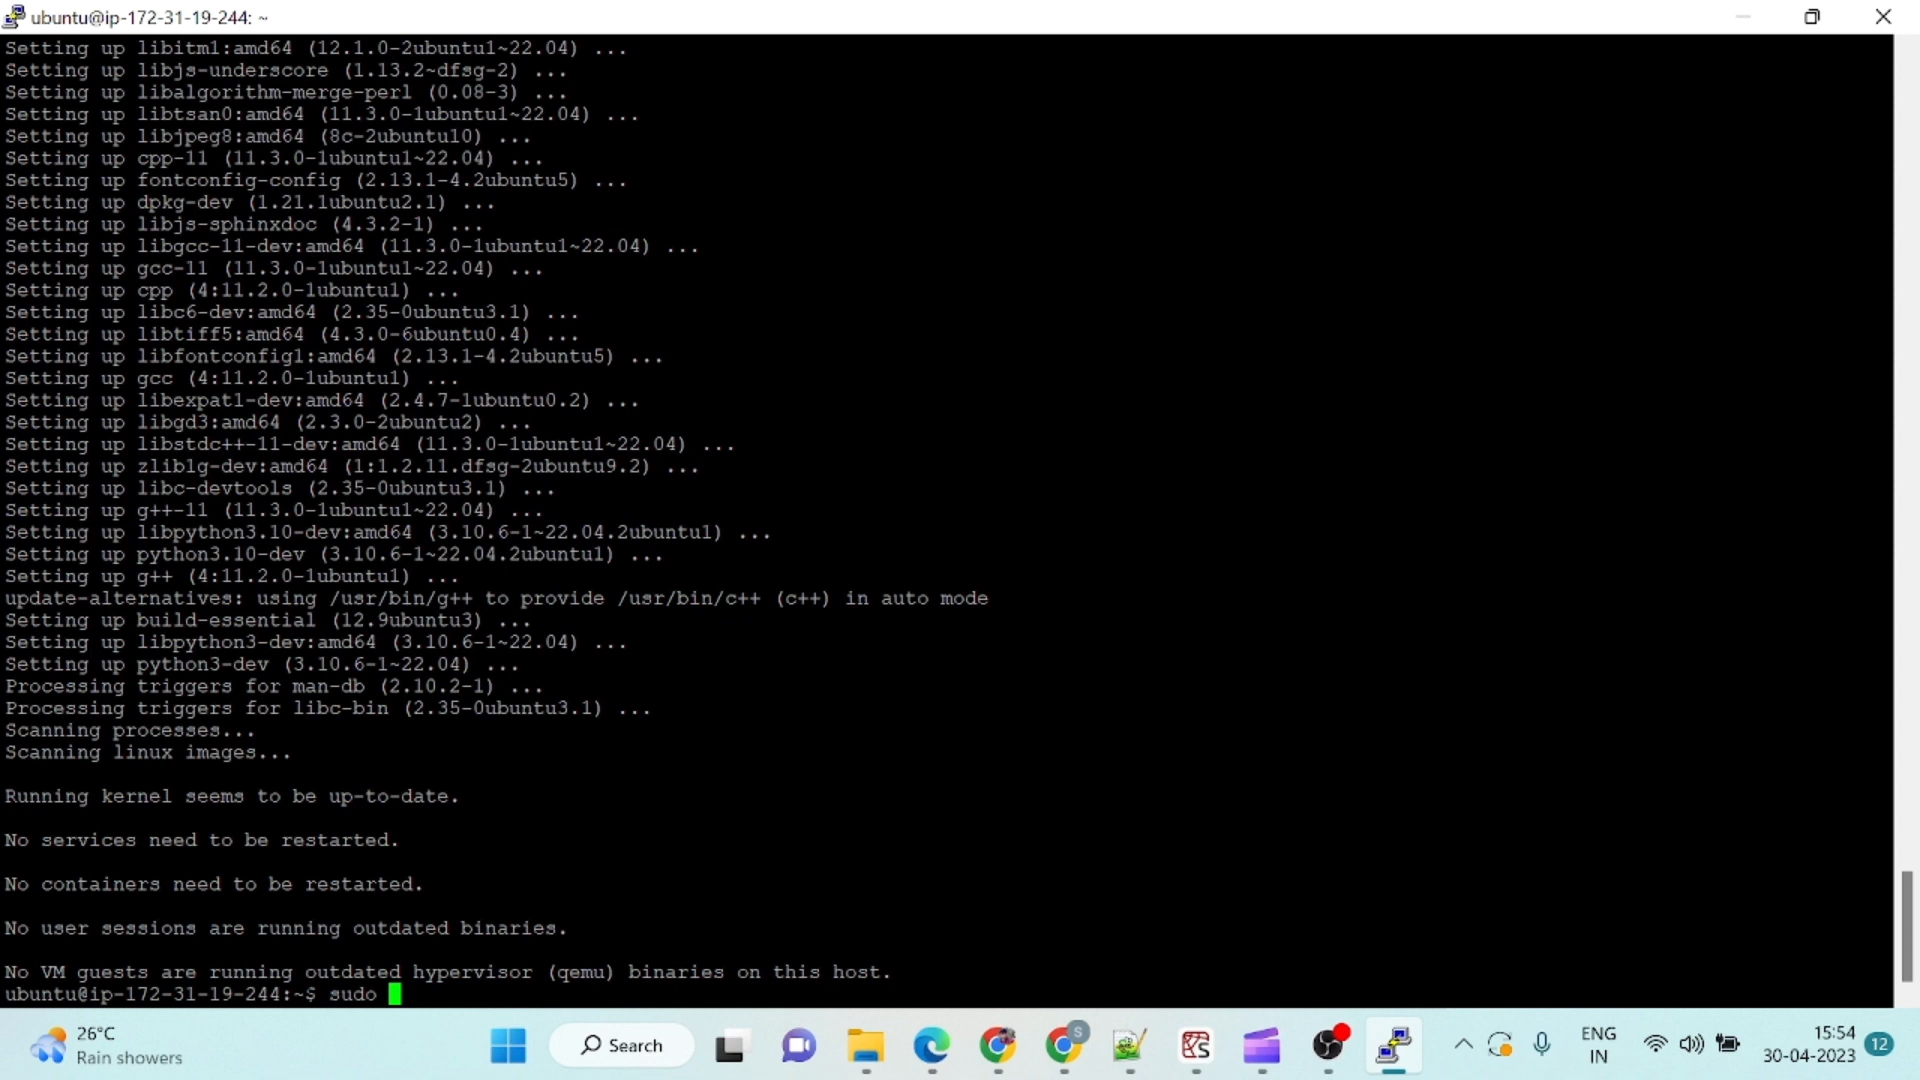 ubuntu@ip-172-31-19-244: ~
Setting up libitm1:amd64 (12.1.0-2ubuntu1~22.04) ...
Setting up libjs-underscore (1.13.2~dfsg-2) ...
Setting up libalgorithm-merge-perl (0.08-3) ...
Setting up libtsan0:amd64 (11.3.0-1ubuntu1~22.04) ...
Setting up libjpeg8:amd64 (8c-2ubuntu10) ...
Setting up cpp-11 (11.3.0-1ubuntu1~22.04) ...
Setting up fontconfig-config (2.13.1-4.2ubuntu5) ...
Setting up dpkg-dev (1.21.1ubuntu2.1) ...
Setting up libjs-sphinxdoc (4.3.2-1) ...
Setting up libgcc-11-dev:amd64 (11.3.0-1ubuntu1~22.04) ...
Setting up gcc-11 (11.3.0-1ubuntu1~22.04) ...
Setting up cpp (4:11.2.0-1ubuntu1) ...
Setting up libc6-dev:amd64 (2.35-0ubuntu3.1) ...
Setting up libtiff5:amd64 (4.3.0-6ubuntu0.4) ...
Setting up libfontconfig1:amd64 (2.13.1-4.2ubuntu5) ...
Setting up gcc (4:11.2.0-1ubuntu1) ...
Setting up libexpat1-dev:amd64 (2.4.7-1ubuntu0.2) ...
Setting up libgd3:amd64 (2.3.0-2ubuntu2) ...
Setting up libstdc++-11-dev:amd64 (11.3.0-1ubuntu1~22.04) ...
Setting up zlib1g-dev:amd64 (1:1.2.11.dfsg-2ubuntu9.2) ...
Setting up libc-devtools (2.35-0ubuntu3.1) ...
Setting up g++-11 (11.3.0-1ubuntu1~22.04) ...
Setting up libpython3.10-dev:amd64 (3.10.6-1~22.04.2ubuntu1) ...
Setting up python3.10-dev (3.10.6-1~22.04.2ubuntu1) ...
Setting up g++ (4:11.2.0-1ubuntu1) ...
update-alternatives: using /usr/bin/g++ to provide /usr/bin/c++ (c++) in auto mode
Setting up build-essential (12.9ubuntu3) ...
Setting up libpython3-dev:amd64 (3.10.6-1~22.04) ...
Setting up python3-dev (3.10.6-1~22.04) ...
Processing triggers for man-db (2.10.2-1) ...
Processing triggers for libc-bin (2.35-0ubuntu3.1) ...
Scanning processes...
Scanning linux images...
Running kernel seems to be up-to-date.
No services need to be restarted.
No containers need to be restarted.
No user sessions are running outdated binaries.
No VM guests are running outdated hypervisor (qemu) binaries on this host.
ubuntu@ip-172-31-19-244:~$ sudo
26°C
Rain showers
Search
S
ENG
IN
15:54
30-04-2023
12